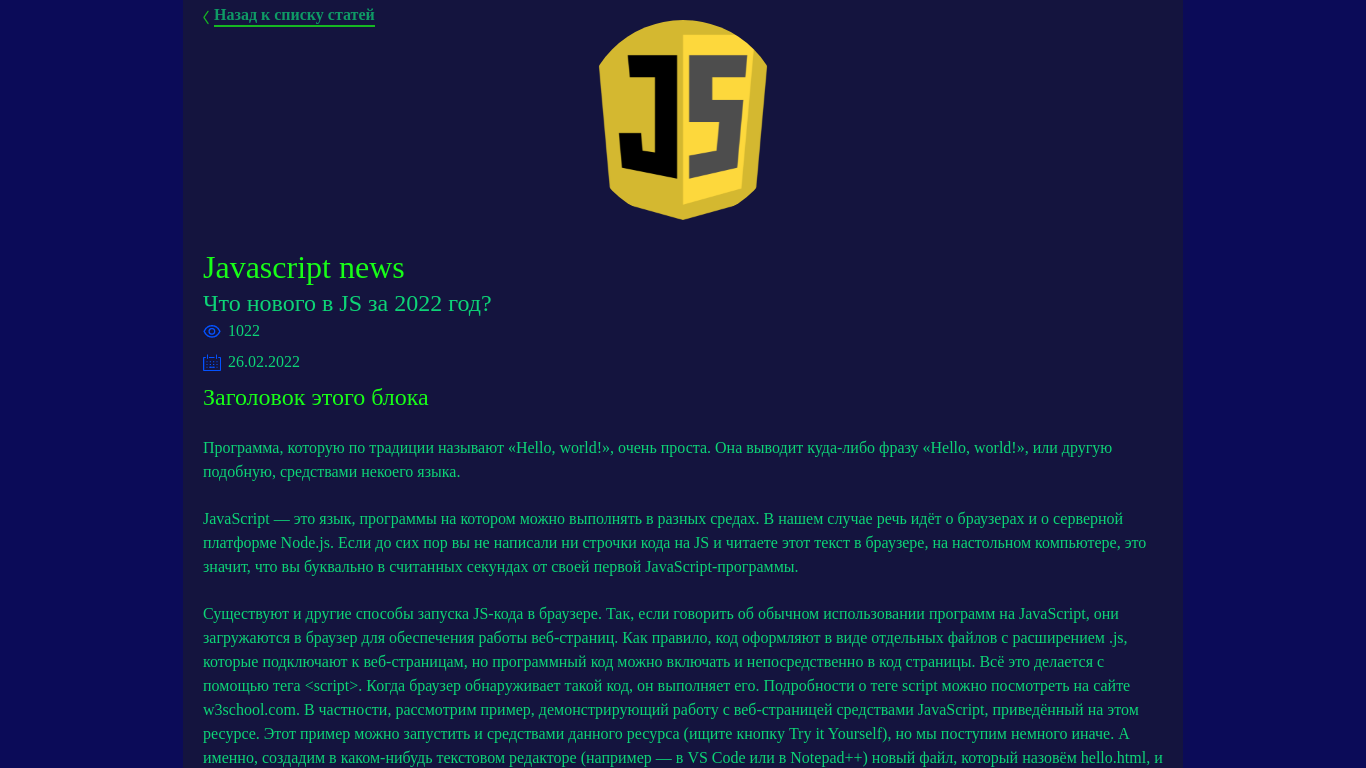 Назад к списку статей
JS
Javascript news
Что нового в JS за 2022 год?
1022
26.02.2022
Заголовок этого блока
Программа, которую по традиции называют «Hello, world!», очень проста. Она выводит куда-либо фразу «Hello, world!», или другую
подобную, средствами некоего языка.
JavaScript — это язык, программы на котором можно выполнять в разных средах. В нашем случае речь идёт о браузерах и о серверной
платформе Node.js. Если до сих пор вы не написали ни строчки кода на JS и читаете этот текст в браузере, на настольном компьютере, это
значит, что вы буквально в считанных секундах от своей первой JavaScript-программы.
Существуют и другие способы запуска JS-кода в браузере. Так, если говорить об обычном использовании программ на JavaScript, они
загружаются в браузер для обеспечения работы веб-страниц. Как правило, код оформляют в виде отдельных файлов с расширением .js,
которые подключают к веб-страницам, но программный код можно включать и непосредственно в код страницы. Всё это делается с
помощью тега <script>. Когда браузер обнаруживает такой код, он выполняет его. Подробности о теге script можно посмотреть на сайте
w3school.com. В частности, рассмотрим пример, демонстрирующий работу с веб-страницей средствами JavaScript, приведённый на этом
ресурсе. Этот пример можно запустить и средствами данного ресурса (ищите кнопку Try it Yourself), но мы поступим немного иначе. А
именно, создадим в каком-нибудь текстовом редакторе (например — в VS Code или в Notepad++) новый файл, который назовём hello.html, и